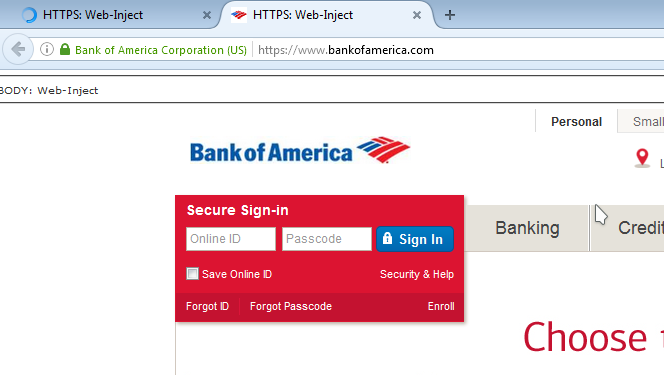 HTTPS: Web-Inject
HTTPS: Web-Inject
Bank of America Corporation (US) https://www.bankofamerica.com
BODY: Web-Inject
Personal Small
Bank of America
L
Secure Sign-in
Online ID Passcode Sign In
Banking Credit
Save Online ID Security & Help
Forgot ID Forgot Passcode Enroll
Choose